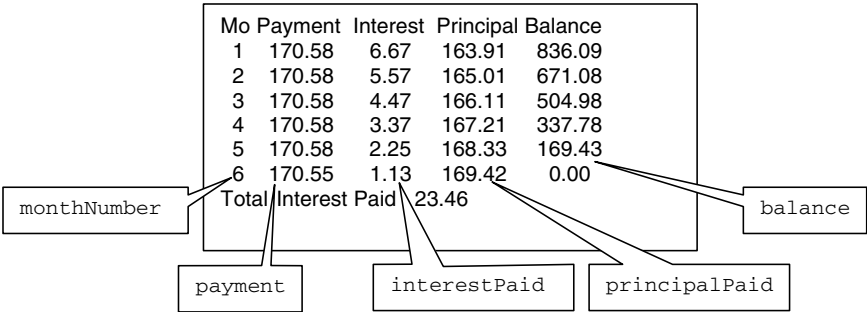 Mo Payment Interest Principal Balance
1 170.58 6.67 163.91 836.09
2 170.58 5.57 165.01 671.08
3 170.58 4.47 166.11 504.98
4 170.58 3.37 167.21 337.78
5 170.58 2.25 168.33 169.43
6 170.55 1.13 169.42 0.00
Total Interest Paid 23.46
monthNumber
balance
payment
interestPaid
principalPaid